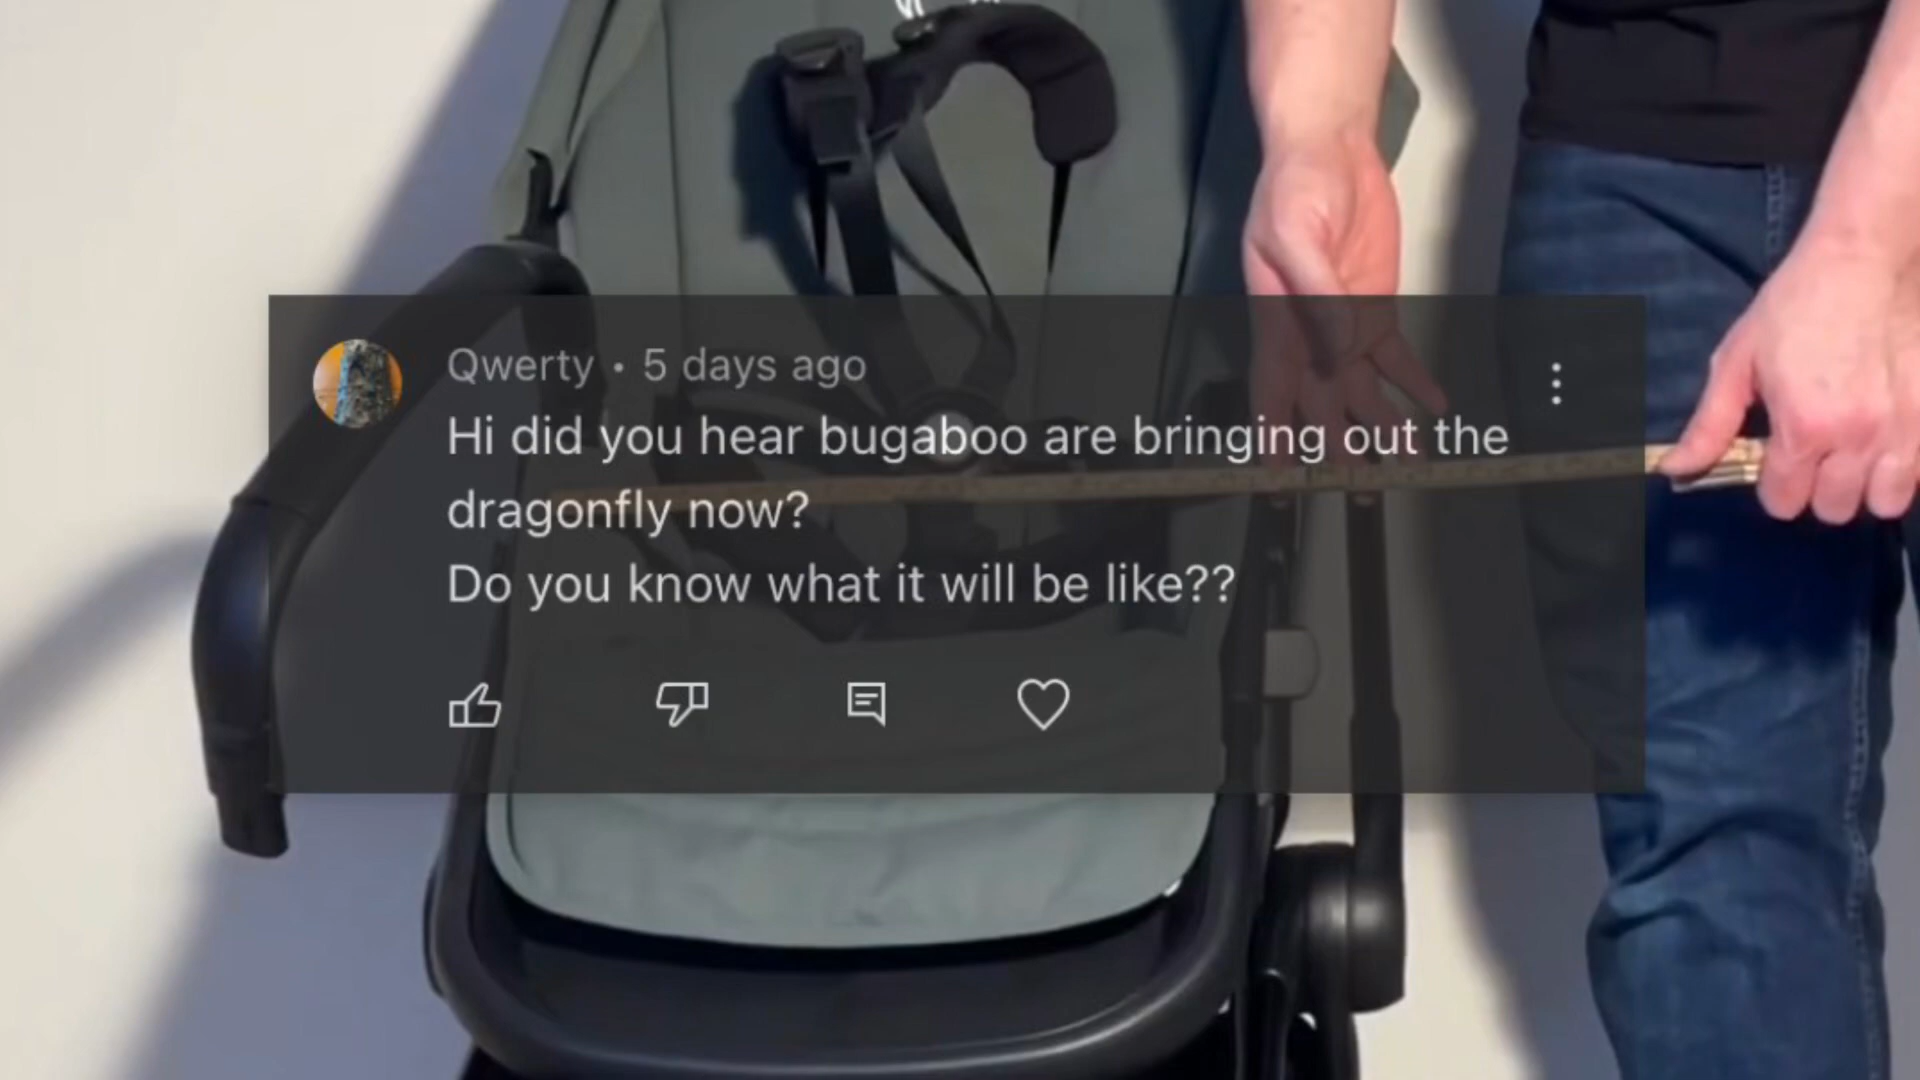 Qwerty • 5 days ago
Hi did you hear bugaboo are bringing out the
dragonfly now?
Do you know what it will be like??